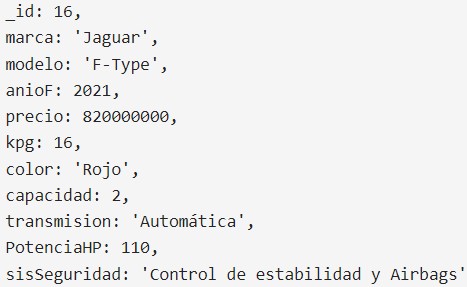 _id: 16,
marca: 'Jaguar',
modelo: 'F-Type',
anioF: 2021,
precio: 820000000,
kpg: 16,
color: 'Rojo',
capacidad: 2,
transmision: 'Automática',
PotenciaHP: 110,
sisSeguridad: 'Control de estabilidad y Airbags'